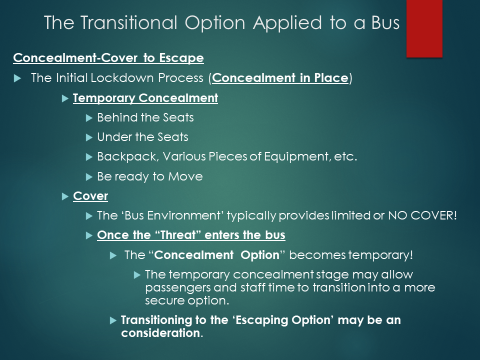 The Transitional Option Applied to a Bus
Concealment-Cover to Escape
The Initial Lockdown Process (Concealment in Place)
Temporary Concealment
Behind the Seats
Under the Seats
Backpack, Various Pieces of Equipment, etc.
Be ready to Move
Cover
The ‘Bus Environment’ typically provides limited or NO COVER!
Once the “Threat” enters the bus
The “Concealment Option” becomes temporary!
The temporary concealment stage may allow
passengers and staff time to transition into a more
secure option.
Transitioning to the ‘Escaping Option’ may be an
consideration.